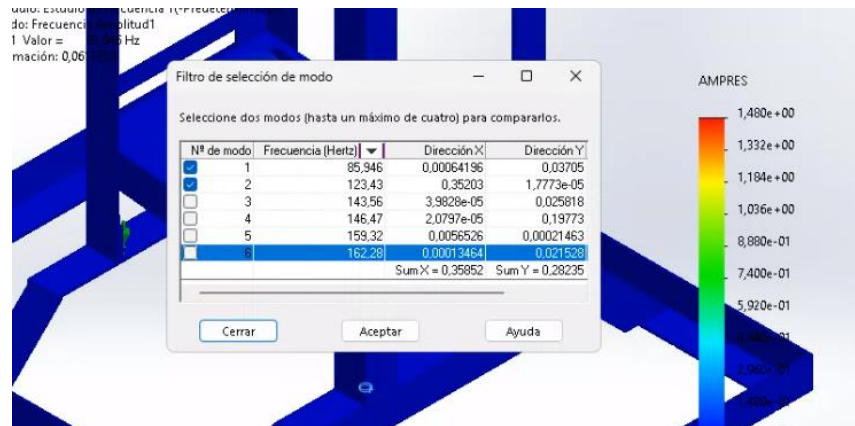 do: Frecuenci plitud1
1 Valor = Hz
mación: 0,06
Filtro de selección de modo
Seleccione dos modos (hasta un máximo de cuatro) para compararlos.
Nº de modo Frecuencia (Hertz) Dirección X Dirección Y
1 85,946 0,00064196 0,03705
2 123,43 0,35203 1,7773e-05
3 143,56 3,9828e-05 0,025818
4 146,47 2,0797e-05 0,19773
5 159,32 0,0056526 0,00021463
6 162,28 0,00013464 0,021528
Sum X = 0,35852 Sum Y = 0,28235
Cerrar Aceptar Ayuda
AMPRES
1,480e+00
1,332e+00
1,184e+00
1,036e+00
8,880e-01
7,400e-01
5,920e-01